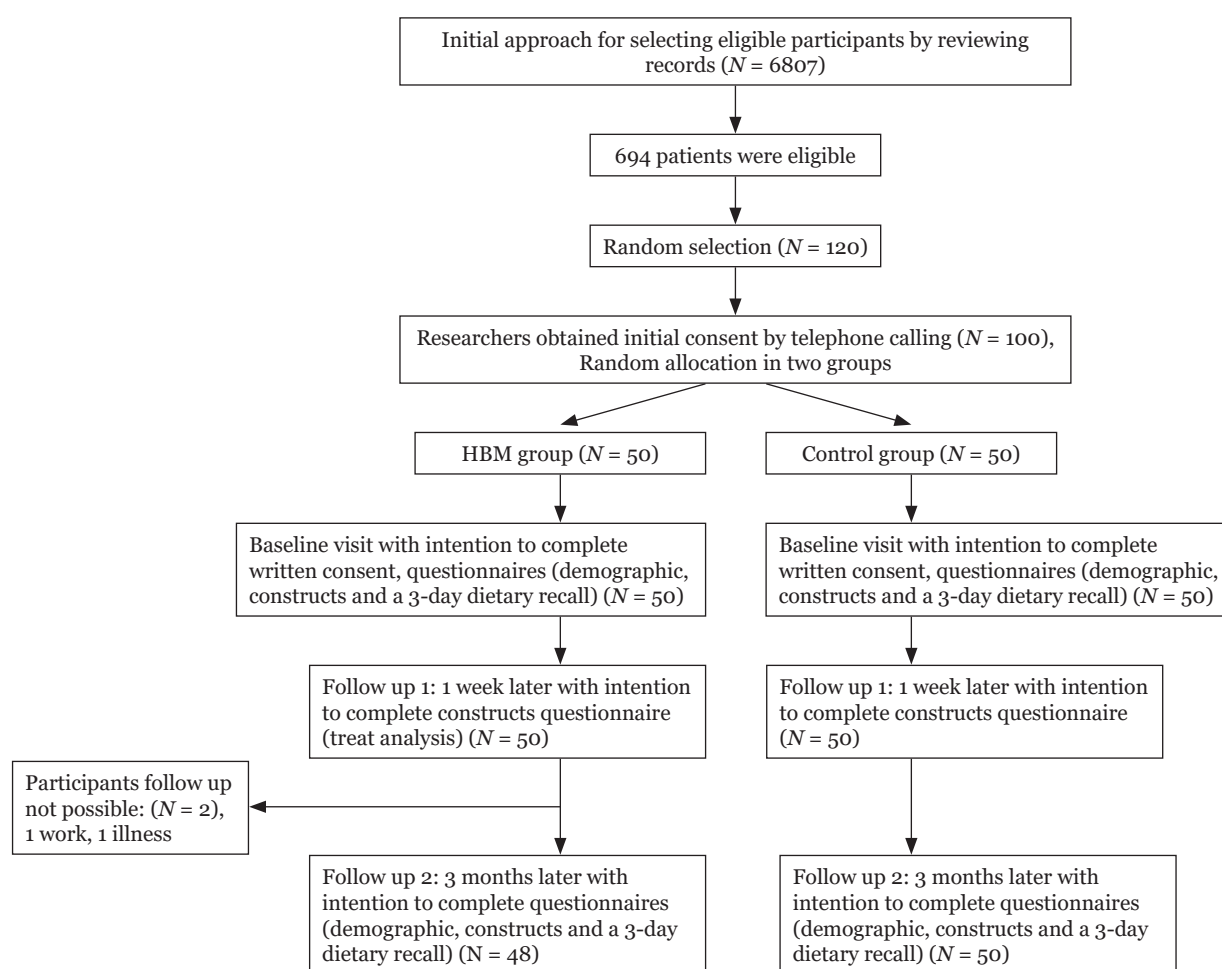 Initial approach for selecting eligible participants by reviewing
records (N = 6807)
694 patients were eligible
Random selection (N = 120)
Researchers obtained initial consent by telephone calling (N = 100),
Random allocation in two groups
HBM group (N = 50)
Control group (N = 50)
Baseline visit with intention to complete
written consent, questionnaires (demographic,
constructs and a 3-day dietary recall) (N = 50)
Baseline visit with intention to complete
written consent, questionnaires (demographic,
constructs and a 3-day dietary recall) (N = 50)
Follow up 1: 1 week later with intention
to complete constructs questionnaire
(treat analysis) (N = 50)
Follow up 1: 1 week later with intention
to complete constructs questionnaire
(N = 50)
Participants follow up
not possible: (N = 2),
1 work, 1 illness
Follow up 2: 3 months later with
intention to complete questionnaires
(demographic, constructs and a 3-day
dietary recall) (N = 48)
Follow up 2: 3 months later with
intention to complete questionnaires
(demographic, constructs and a 3-day
dietary recall) (N = 50)